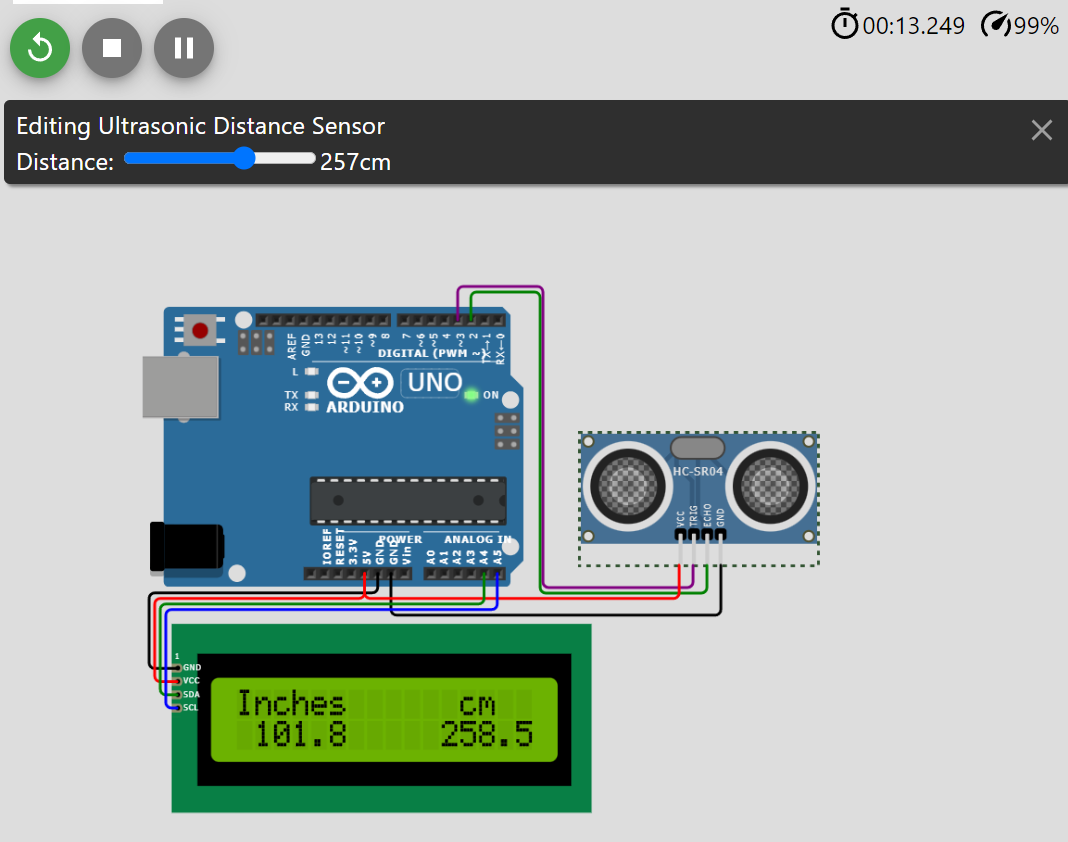 00:13.249 99%
Editing Ultrasonic Distance Sensor
Distance: 257cm
AREF GND 13 12 ~11 ~10 ~9 8 7 ~6 ~5 4 ~3 2 TX→1 RX←0
DIGITAL (PWM ~)
L
UNO
TX
ON
RX
ARDUINO
HC-SR04
VCC TRIG ECHO GND
POWER ANALOG IN
IOREF RESET 3.3V 5V GND GND Vin A0 A1 A2 A3 A4 A5
1
GND
VCC
SDA
SCL
Inches cm
101.8 258.5